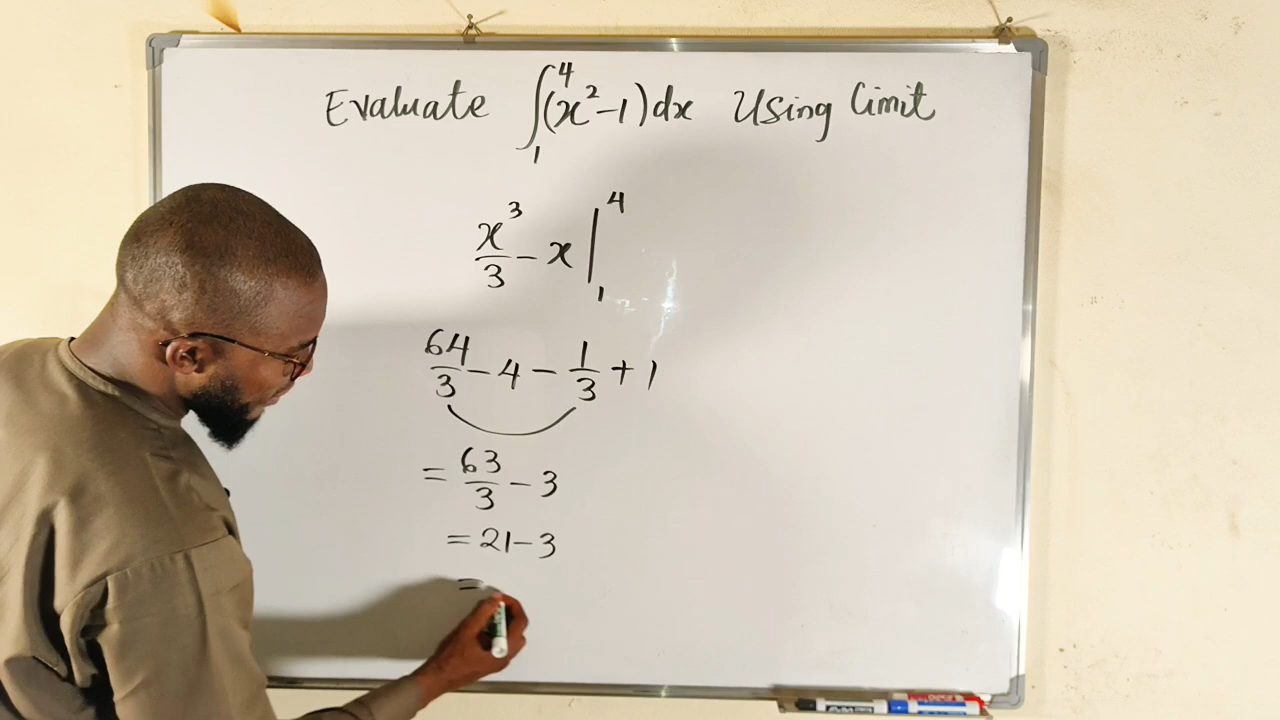 Evaluate ∫₁⁴(x²-1)dx Using limit
x³/3 - x |₁⁴
64/3 - 4 - 1/3 + 1
= 63/3 - 3
= 21 - 3
=